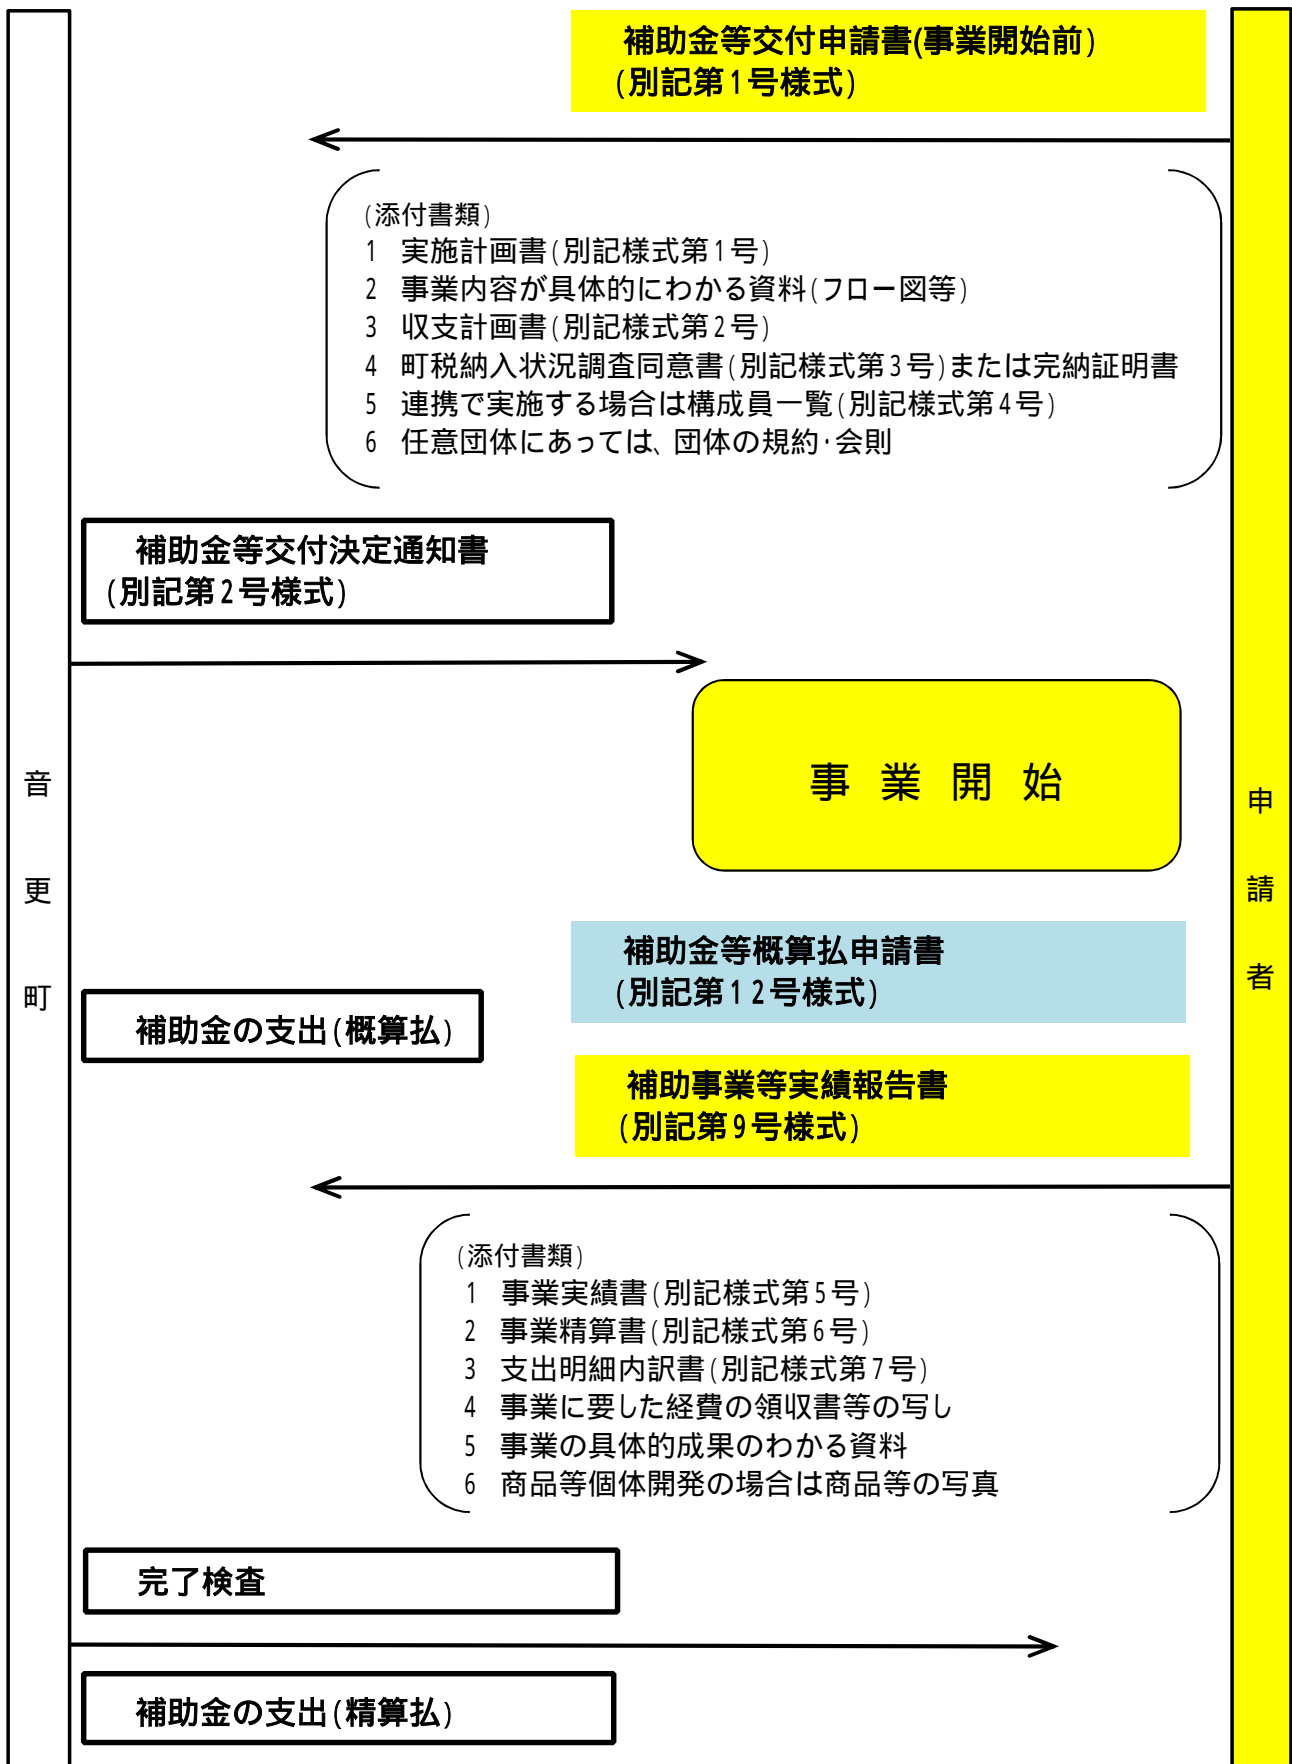 補助金等交付申請書(事業開始前)
(別記第1号様式)
(添付書類)
1 実施計画書(別記様式第1号)
2 事業内容が具体的にわかる資料(フロー図等)
3 収支計画書(別記様式第2号)
4 町税納入状況調査同意書(別記様式第3号)または完納証明書
5 連携で実施する場合は構成員一覧(別記様式第4号)
6 任意団体にあっては、団体の規約・会則
補助金等交付決定通知書
(別記第2号様式)
事業開始
音更町
申請者
補助金等概算払申請書
(別記第12号様式)
補助金の支出(概算払)
補助事業等実績報告書
(別記第9号様式)
(添付書類)
1 事業実績書(別記様式第5号)
2 事業精算書(別記様式第6号)
3 支出明細内訳書(別記様式第7号)
4 事業に要した経費の領収書等の写し
5 事業の具体的成果のわかる資料
6 商品等個体開発の場合は商品等の写真
完了検査
補助金の支出(精算払)